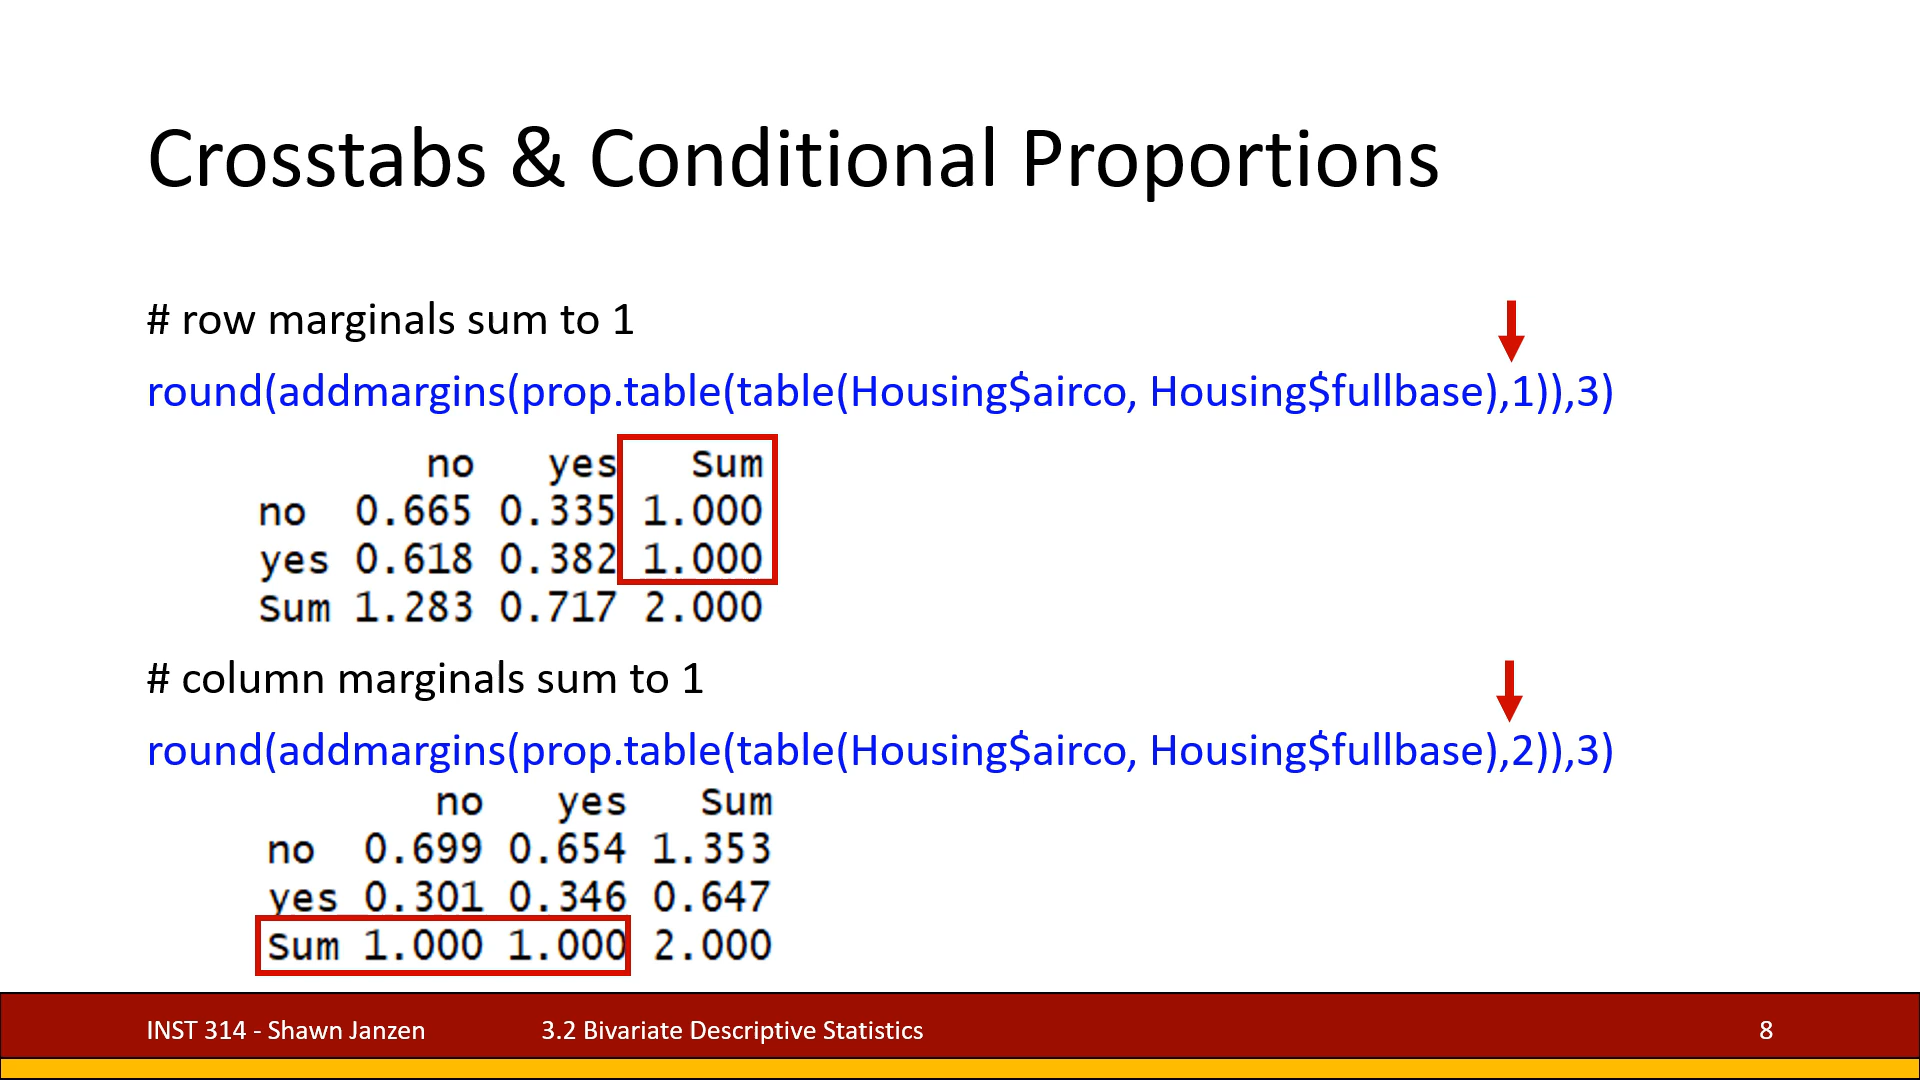 Crosstabs & Conditional Proportions
# row marginals sum to 1
round(addmargins(prop.table(table(Housing$airco, Housing$fullbase),1)),3)
no yes Sum
no 0.665 0.335 1.000
yes 0.618 0.382 1.000
Sum 1.283 0.717 2.000
# column marginals sum to 1
round(addmargins(prop.table(table(Housing$airco, Housing$fullbase),2)),3)
no yes Sum
no 0.699 0.654 1.353
yes 0.301 0.346 0.647
Sum 1.000 1.000 2.000
INST 314 - Shawn Janzen 3.2 Bivariate Descriptive Statistics 8